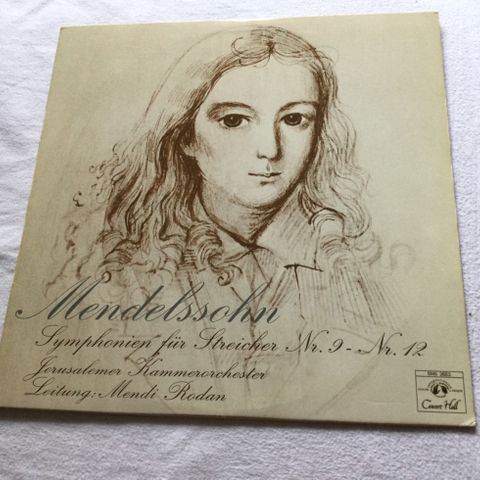 Mendelssohn
Symphonien für Streicher Nr. 9 - Nr. 12
Jerusalemer Kammerorchester
Leitung: Mendi Rodan
Concert Hall